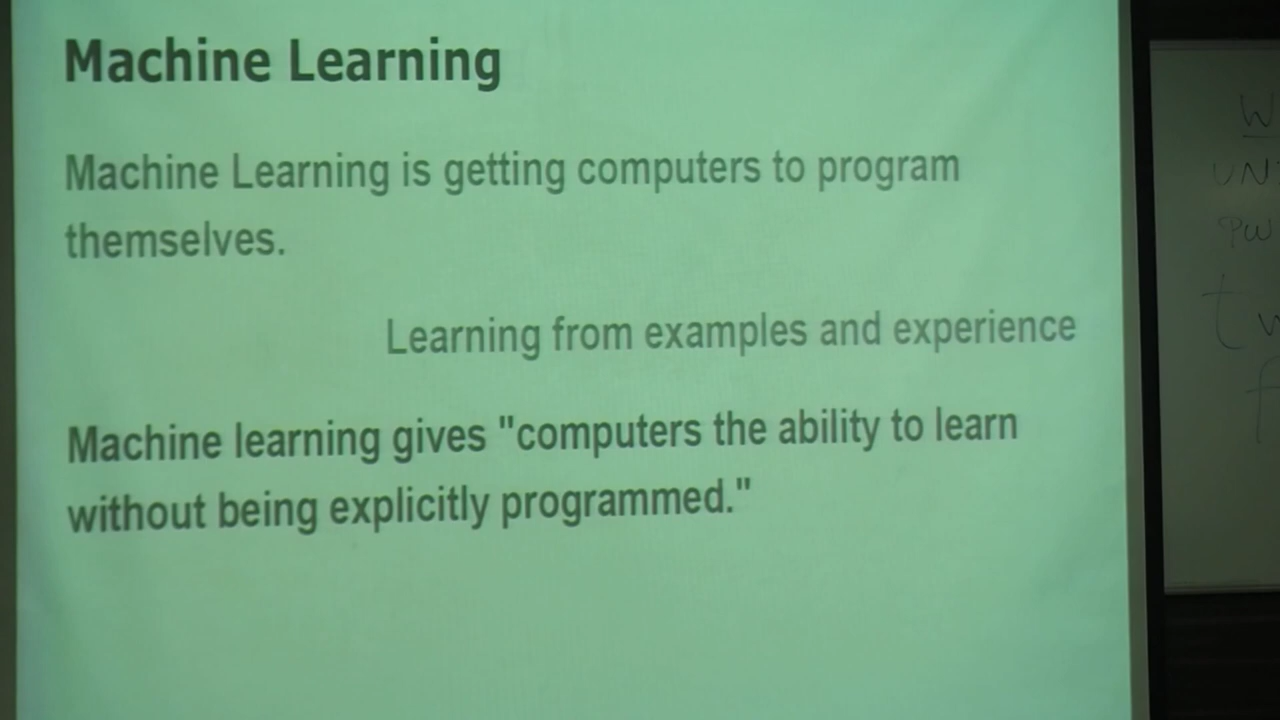 Machine Learning
Machine Learning is getting computers to program
themselves.
Learning from examples and experience
Machine learning gives "computers the ability to learn
without being explicitly programmed."